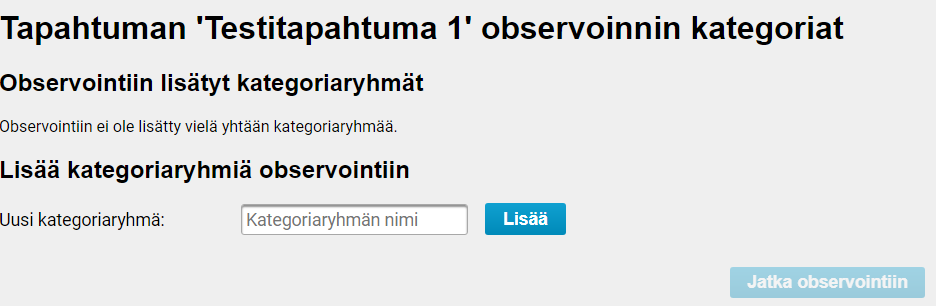 Tapahtuman 'Testitapahtuma 1' observoinnin kategoriat
Observointiin lisätyt kategoriaryhmät
Observointiin ei ole lisätty vielä yhtään kategoriaryhmää.
Lisää kategoriaryhmiä observointiin
Uusi kategoriaryhmä: Kategoriaryhmän nimi Lisää
Jatka observointiin